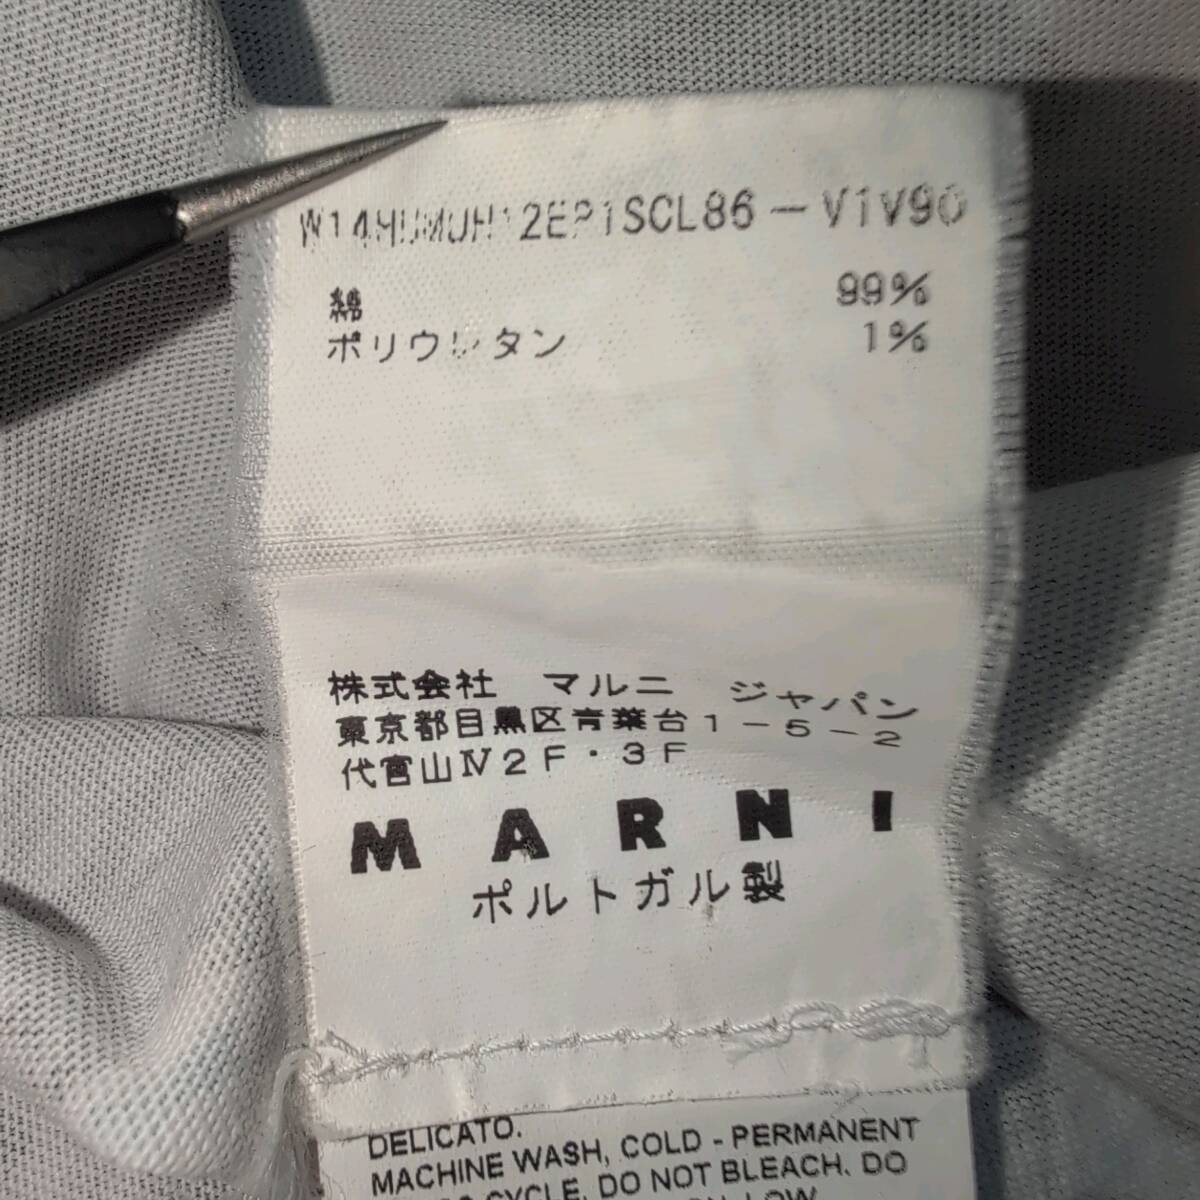 綿 99%
ポリウレタン 1%
株式会社 マルニ ジャパン
東京都目黒区青葉台1-5-2
代官山Ⅳ2F・3F
MARNI
ポルトガル製
DELICATO.
MACHINE WASH, COLD - PERMANENT
CYCLE, DO NOT BLEACH. DO
LOW